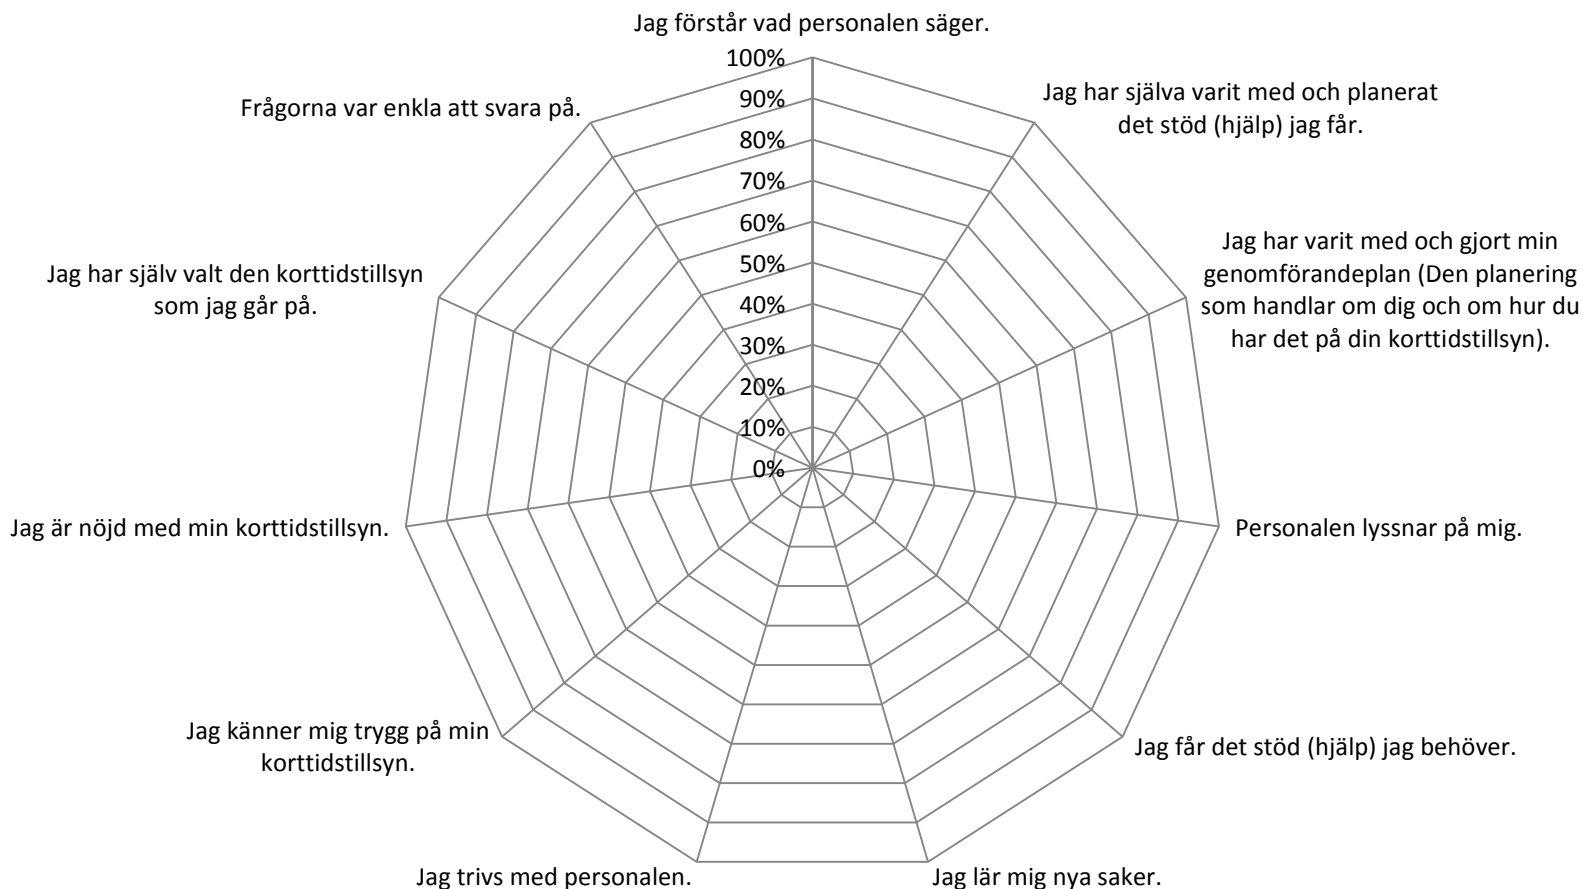 Jag förstår vad personalen säger.
100%
90%
80%
70%
60%
50%
40%
30%
20%
10%
0%
Jag har själva varit med och planerat
det stöd (hjälp) jag får.
Jag har varit med och gjort min
genomförandeplan (Den planering
som handlar om dig och om hur du
har det på din korttidstillsyn).
Personalen lyssnar på mig.
Jag får det stöd (hjälp) jag behöver.
Jag lär mig nya saker.
Jag trivs med personalen.
Jag känner mig trygg på min
korttidstillsyn.
Jag är nöjd med min korttidstillsyn.
Jag har själv valt den korttidstillsyn
som jag går på.
Frågorna var enkla att svara på.